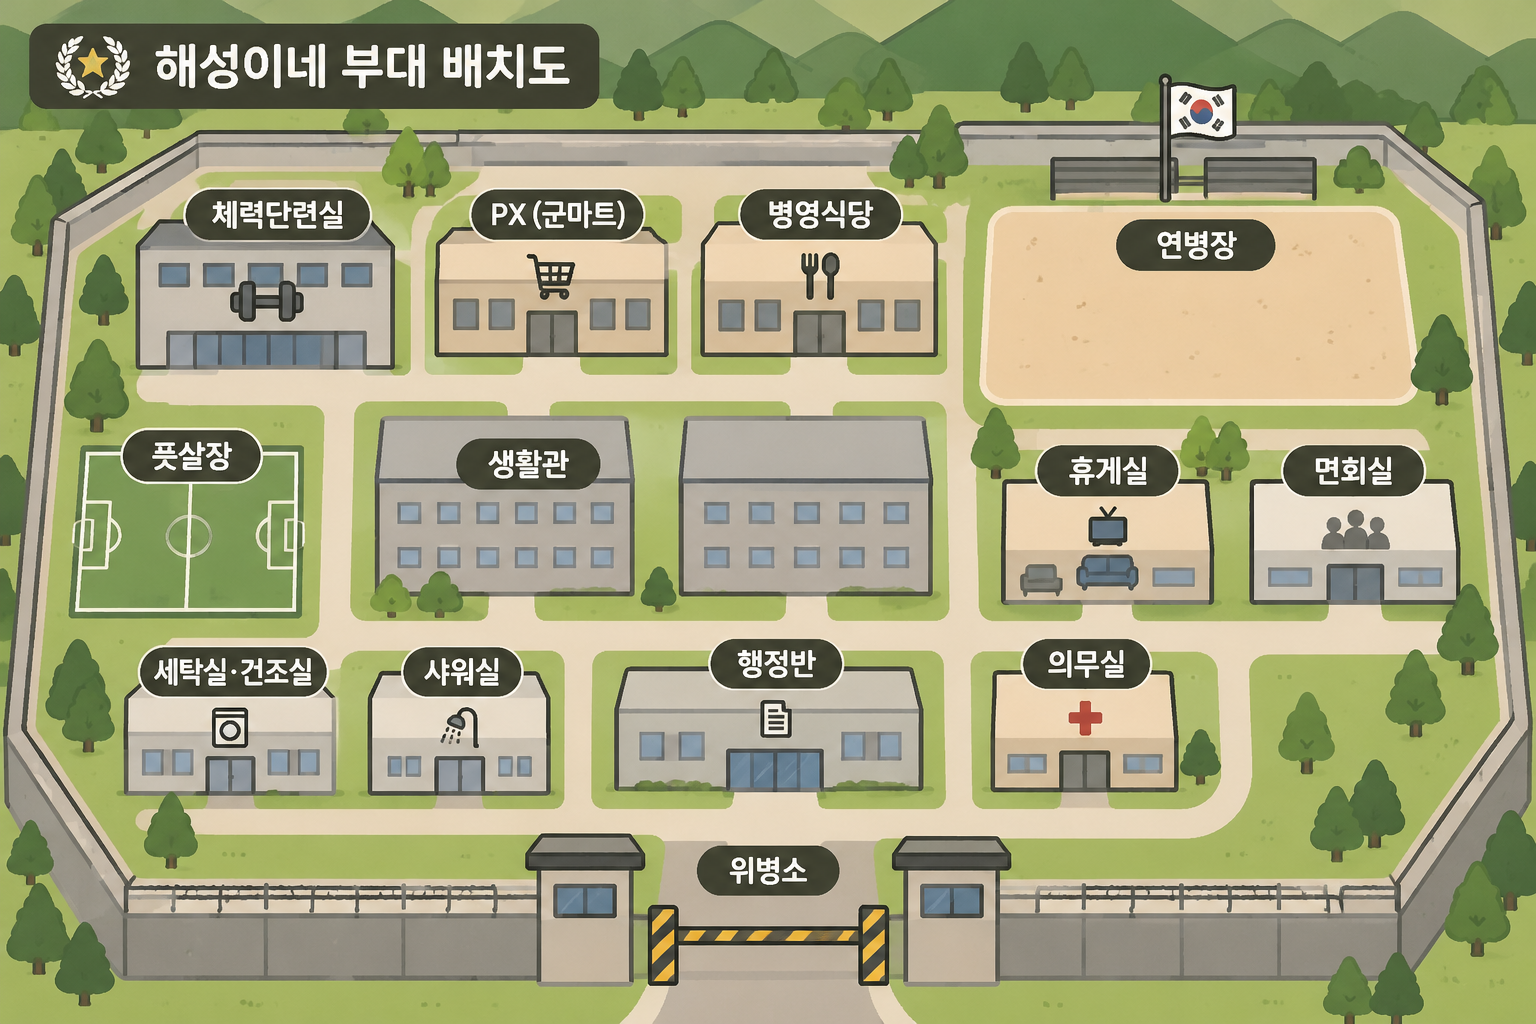 해성이네 부대 배치도
체력단련실
PX (군마트)
병영식당
연병장
풋살장
생활관
휴게실
면회실
세탁실·건조실
샤워실
행정반
의무실
위병소